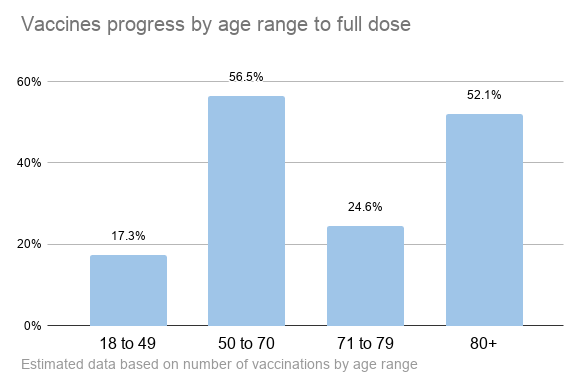 Vaccines progress by age range to full dose
60%
40%
20%
0%
17.3%
56.5%
24.6%
52.1%
18 to 49
50 to 70
71 to 79
80+
Estimated data based on number of vaccinations by age range